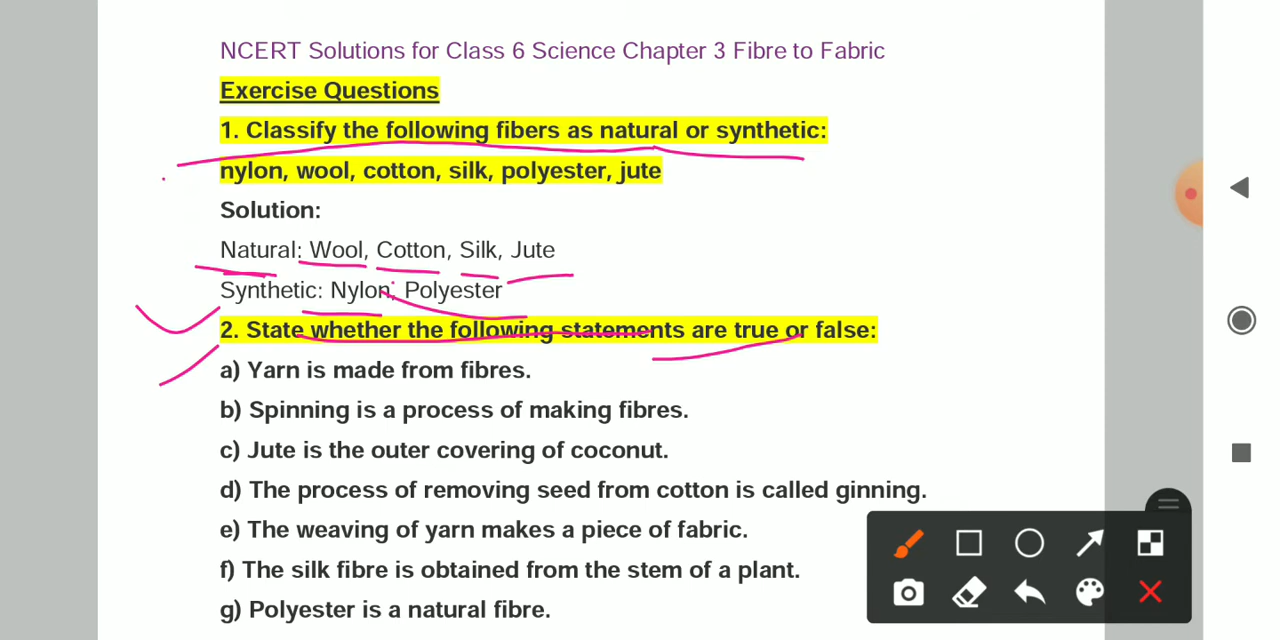 NCERT Solutions for Class 6 Science Chapter 3 Fibre to Fabric
Exercise Questions
1. Classify the following fibers as natural or synthetic:
nylon, wool, cotton, silk, polyester, jute
Solution:
Natural: Wool, Cotton, Silk, Jute
Synthetic: Nylon, Polyester
2. State whether the following statements are true or false:
a) Yarn is made from fibres.
b) Spinning is a process of making fibres.
c) Jute is the outer covering of coconut.
d) The process of removing seed from cotton is called ginning.
e) The weaving of yarn makes a piece of fabric.
f) The silk fibre is obtained from the stem of a plant.
g) Polyester is a natural fibre.